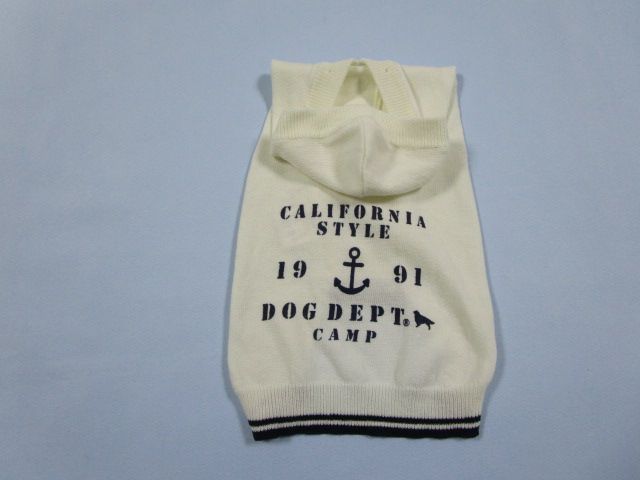 CALIFORNIA
STYLE
19 91
DOG DEPT.®
CAMP